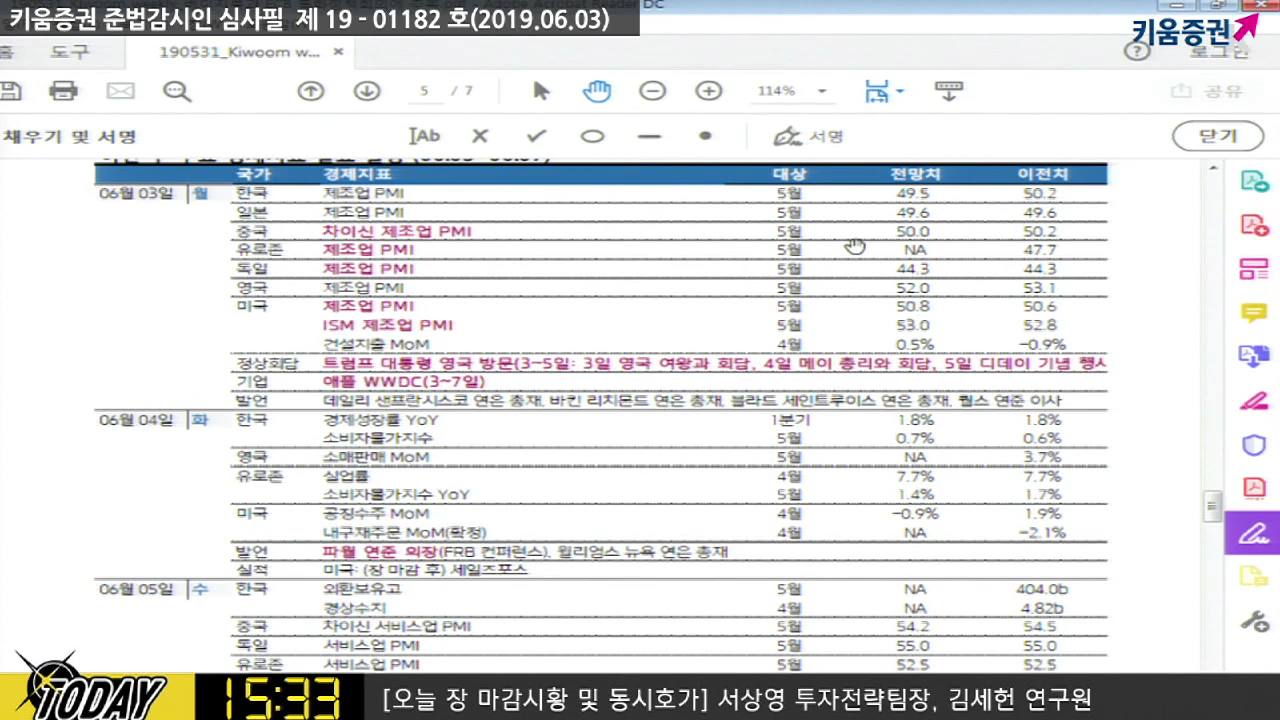 키움증권 준법감시인 심사필 제 19 - 01182 호(2019.06.03)
DC
키움증권
홈 도구 190531_Kiwoom w... × ? 로그인
5 / 7 114% 공유
채우기 및 서명 Ab 서명 닫기
국가 경제지표 대상 전망치 이전치
06월 03일 월 한국 제조업 PMI 5월 49.5 50.2
일본 제조업 PMI 5월 49.6 49.6
중국 차이신 제조업 PMI 5월 50.0 50.2
유로존 제조업 PMI 5월 NA 47.7
독일 제조업 PMI 5월 44.3 44.3
영국 제조업 PMI 5월 52.0 53.1
미국 제조업 PMI 5월 50.8 50.6
ISM 제조업 PMI 5월 53.0 52.8
건설지출 MoM 4월 0.5% -0.9%
정상회담 트럼프 대통령 영국 방문(3~5일: 3일 영국 여왕과 회담, 4일 메이 총리와 회담, 5일 디데이 기념 행사
기업 애플 WWDC(3~7일)
발언 데일리 샌프란시스코 연은 총재, 바킨 리치몬드 연은 총재, 블라드 세인트루이스 연은 총재, 퀄스 연준 이사
06월 04일 화 한국 경제성장률 YoY 1분기 1.8% 1.8%
소비자물가지수 5월 0.7% 0.6%
영국 소매판매 MoM 5월 NA 3.7%
유로존 실업률 4월 7.7% 7.7%
소비자물가지수 YoY 5월 1.4% 1.7%
미국 공장수주 MoM 4월 -0.9% 1.9%
내구재주문 MoM(확정) 4월 NA -2.1%
발언 파월 연준 의장(FRB 컨퍼런스), 윌리엄스 뉴욕 연은 총재
실적 미국: (장 마감 후) 세일즈포스
06월 05일 수 한국 외환보유고 5월 NA 404.0b
경상수지 4월 NA 4.82b
중국 차이신 서비스업 PMI 5월 54.2 54.5
독일 서비스업 PMI 5월 55.0 55.0
유로존 서비스업 PMI 5월 52.5 52.5
TODAY 15:33 [오늘 장 마감시황 및 동시호가] 서상영 투자전략팀장, 김세헌 연구원